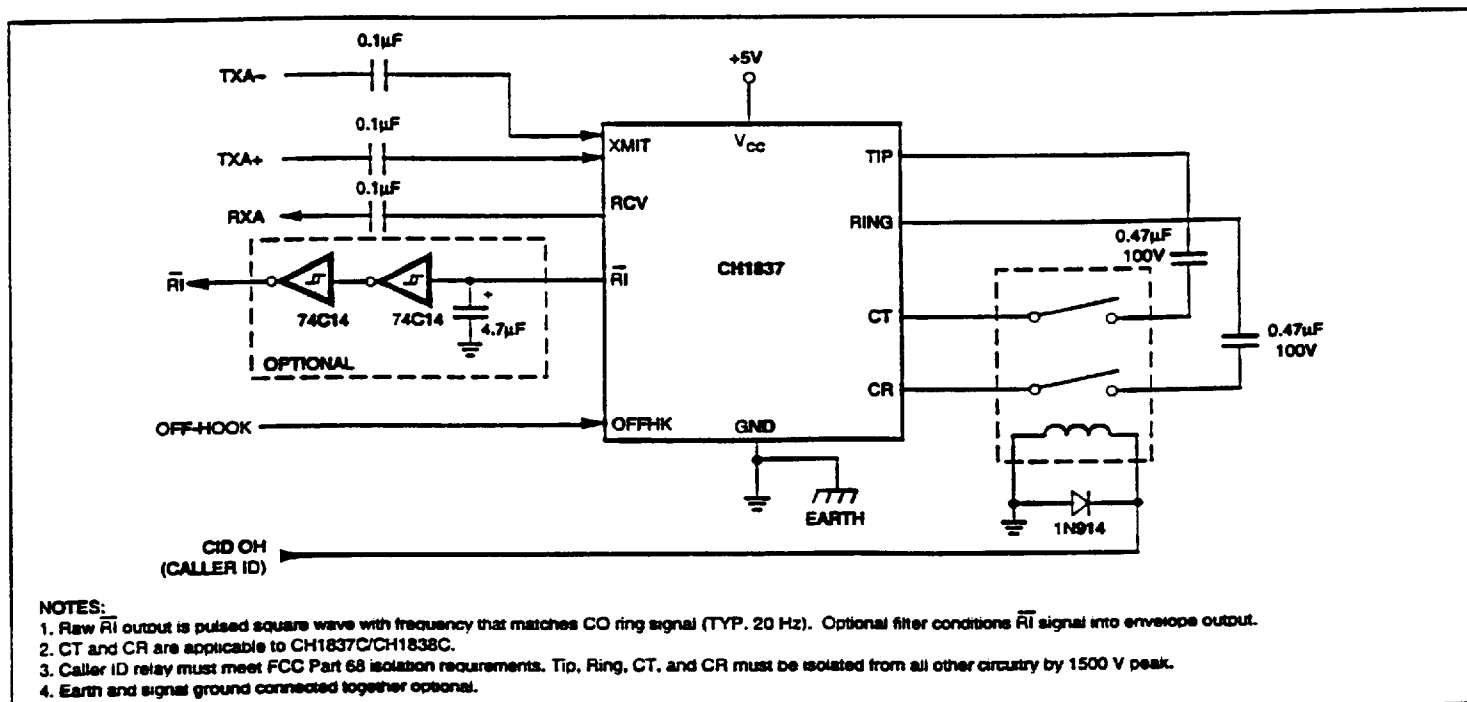 0.1µF
TXA–
+5V
0.1µF
XMIT
VCC
TIP
TXA+
0.1µF
RCV
RXA
RING
0.47µF
100V
CH1837
R̅I̅
R̅I̅
+
74C14
74C14
4.7µF
CT
0.47µF
100V
OPTIONAL
CR
OFF-HOOK
OFFHK
GND
EARTH
1N914
CID OH
(CALLER ID)
NOTES:
1. Raw R̅I̅ output is pulsed square wave with frequency that matches CO ring signal (TYP. 20 Hz). Optional filter conditions R̅I̅ signal into envelope output.
2. CT and CR are applicable to CH1837C/CH1838C.
3. Caller ID relay must meet FCC Part 68 isolation requirements. Tip, Ring, CT, and CR must be isolated from all other circuitry by 1500 V peak.
4. Earth and signal ground connected together optional.